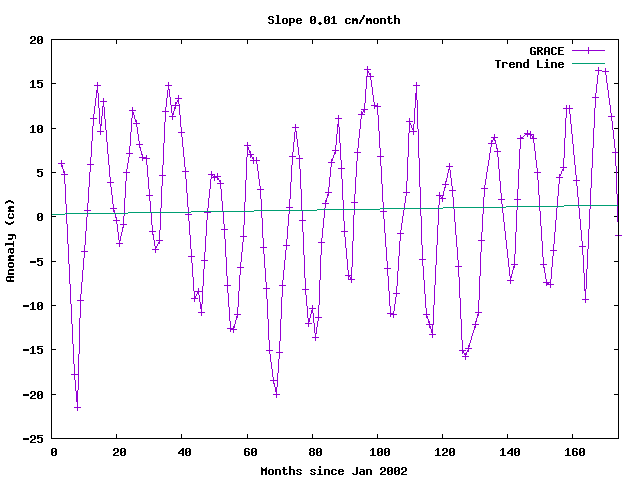 Slope 0.01 cm/month
GRACE
Trend Line
20
15
10
5
0
-5
-10
-15
-20
-25
Anomaly (cm)
0 20 40 60 80 100 120 140 160
Months since Jan 2002